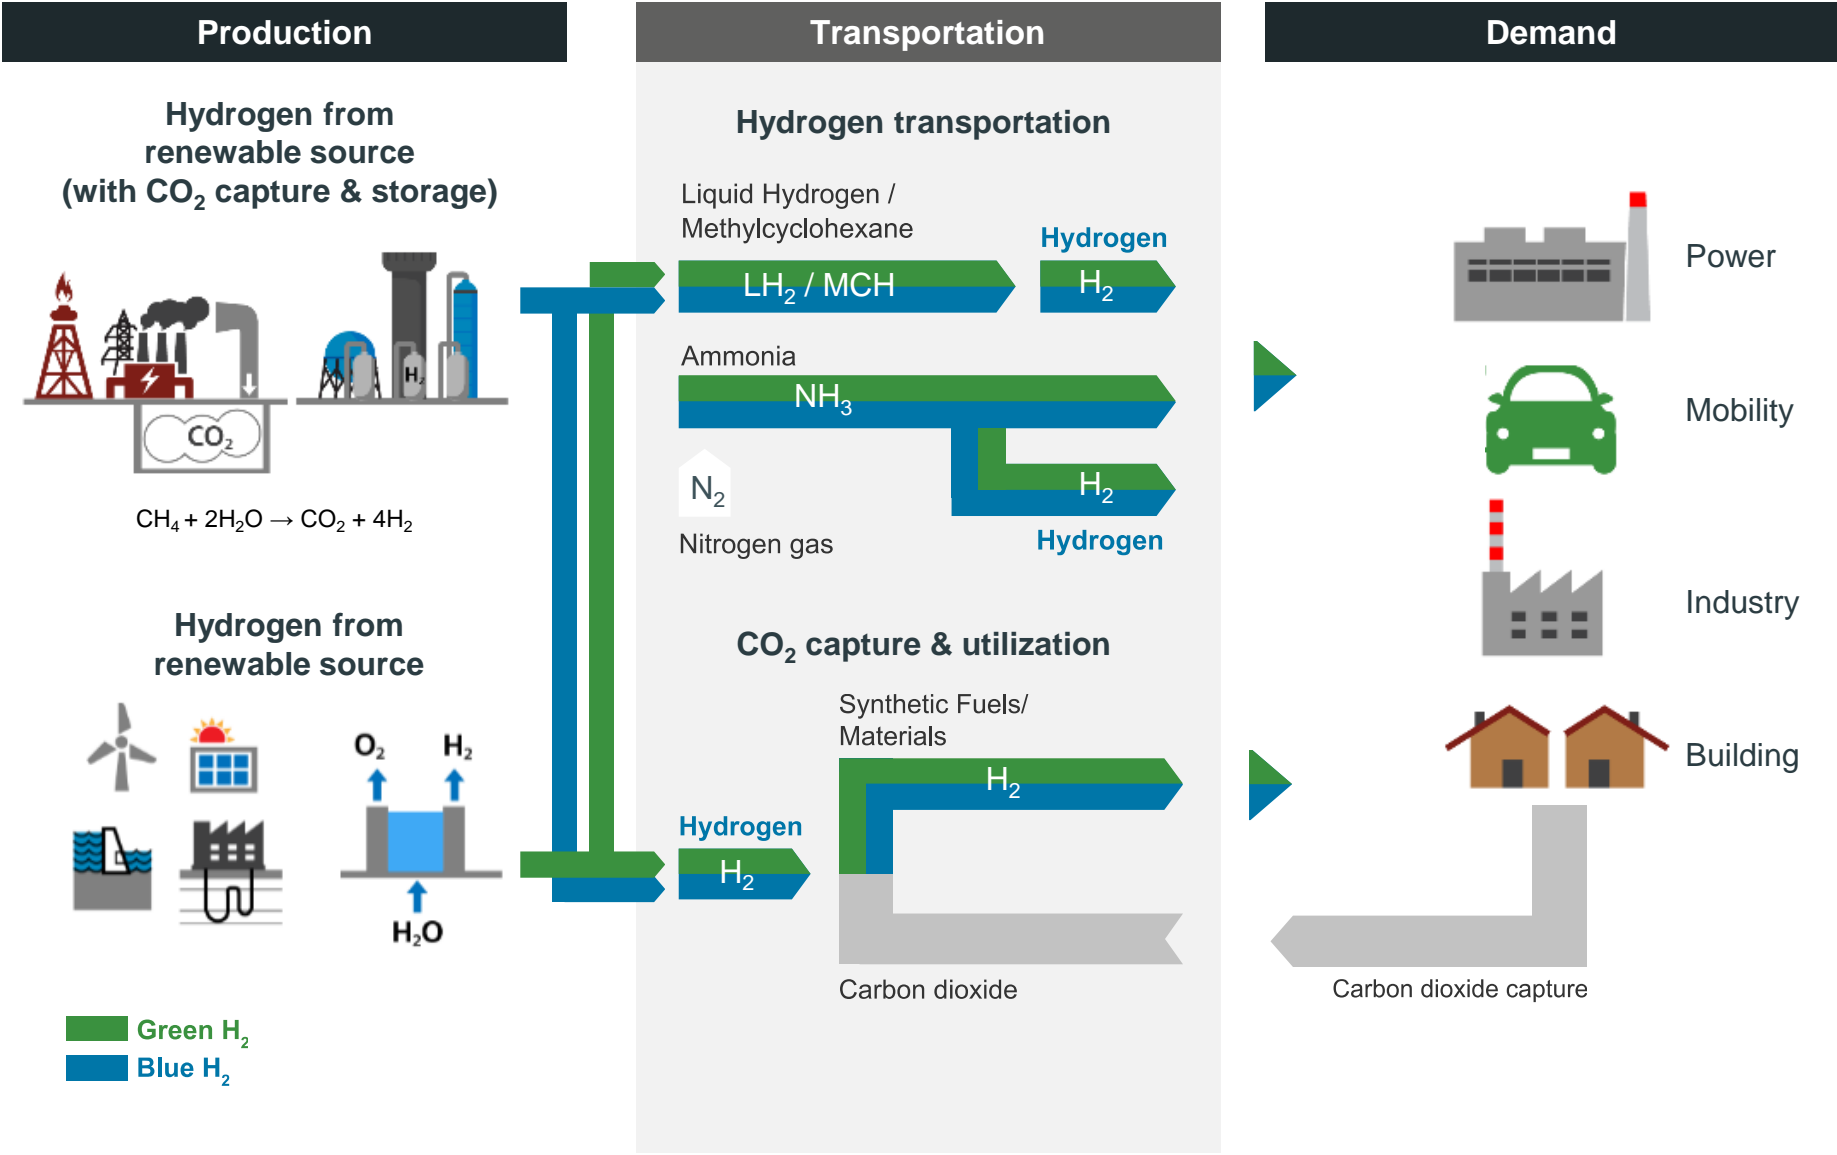 Production
Hydrogen from
renewable source
(with CO₂ capture & storage)
H₂
CO₂
CH₄ + 2H₂O → CO₂ + 4H₂
Hydrogen from
renewable source
O₂
H₂
H₂O
Green H₂
Blue H₂
Transportation
Hydrogen transportation
Liquid Hydrogen /
Methylcyclohexane
Hydrogen
LH₂ / MCH
H₂
Ammonia
NH₃
N₂
H₂
Nitrogen gas
Hydrogen
CO₂ capture & utilization
Synthetic Fuels/
Materials
H₂
Hydrogen
H₂
Carbon dioxide
Demand
Power
Mobility
Industry
Building
Carbon dioxide capture